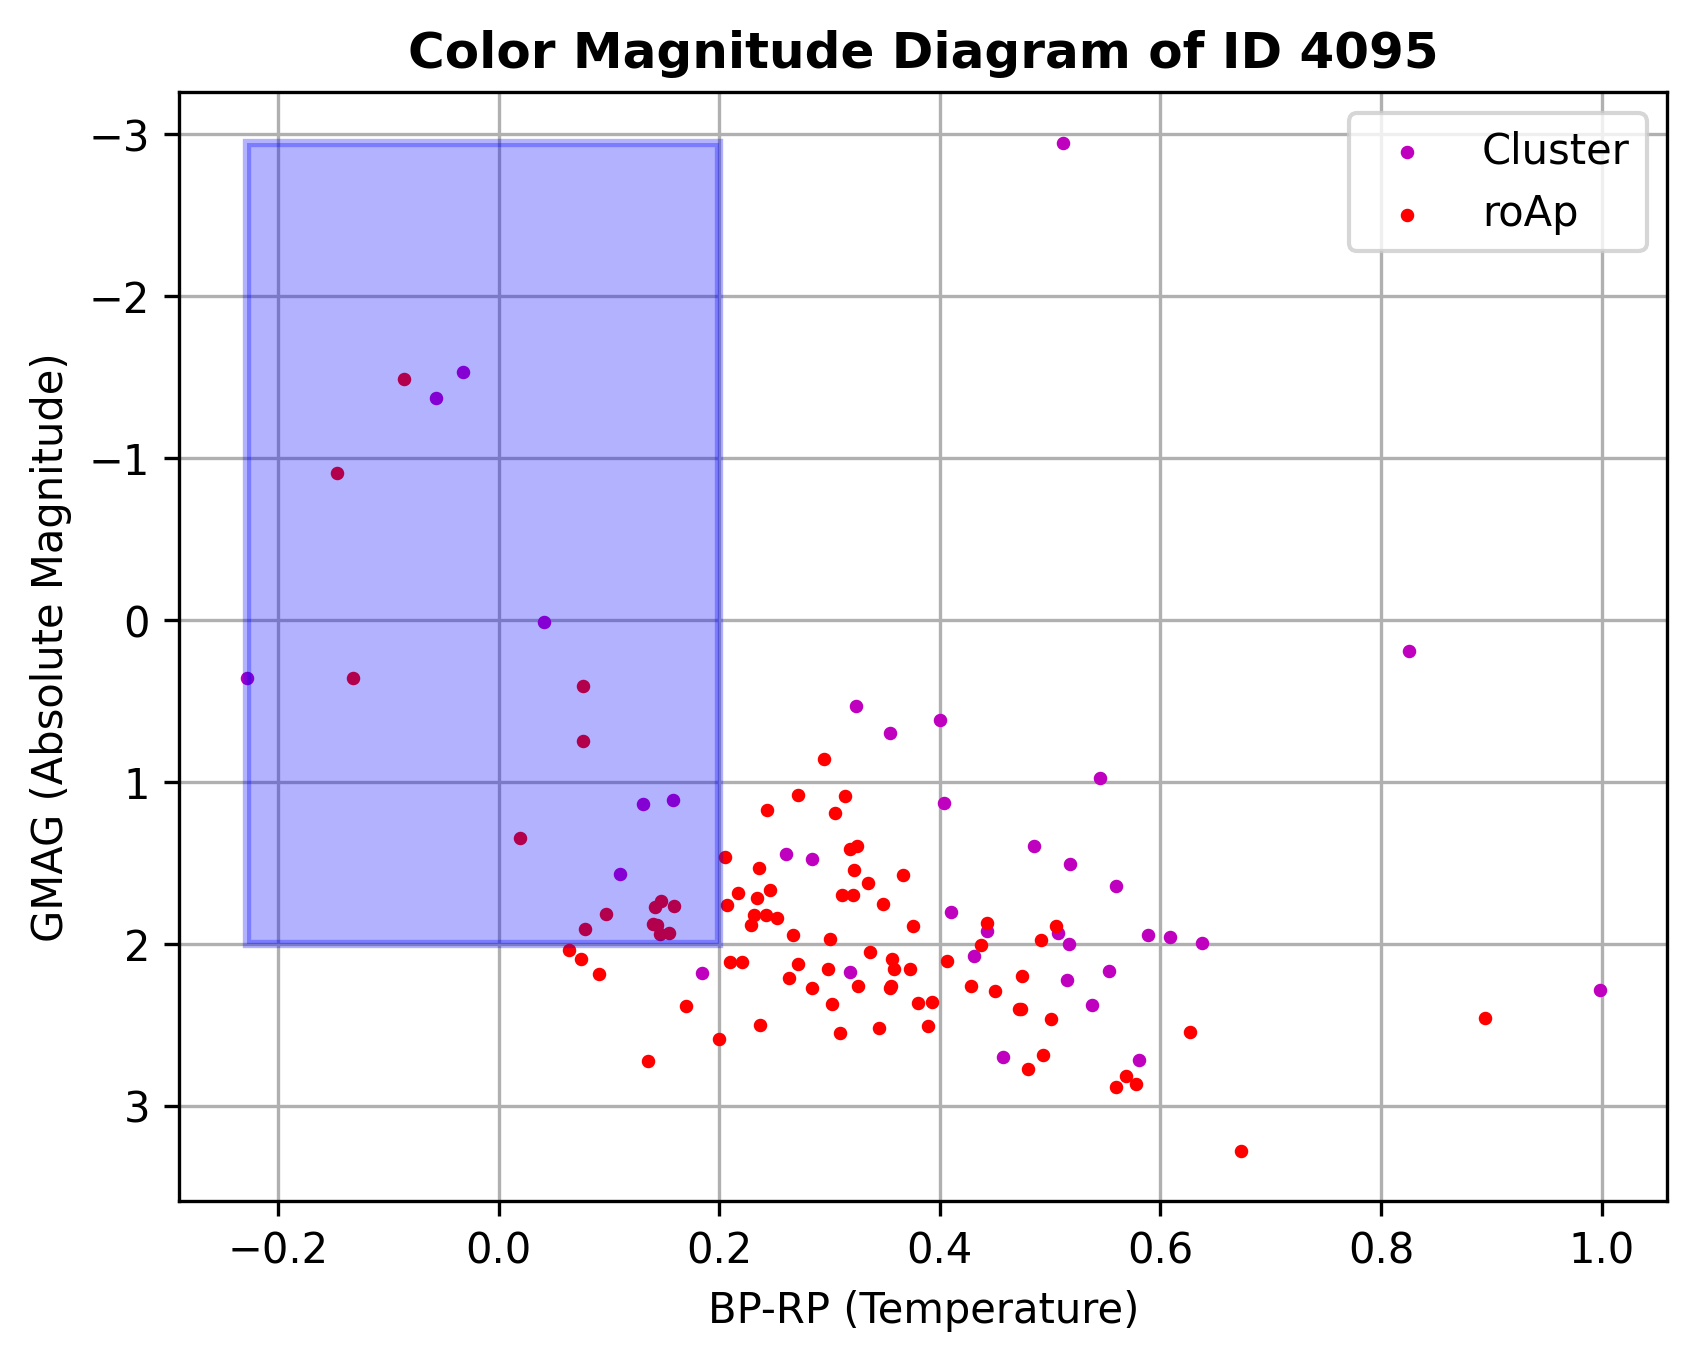 Color Magnitude Diagram of ID 4095
Cluster
roAp
GMAG (Absolute Magnitude)
−3
−2
−1
0
1
2
3
−0.2 0.0 0.2 0.4 0.6 0.8 1.0
BP-RP (Temperature)